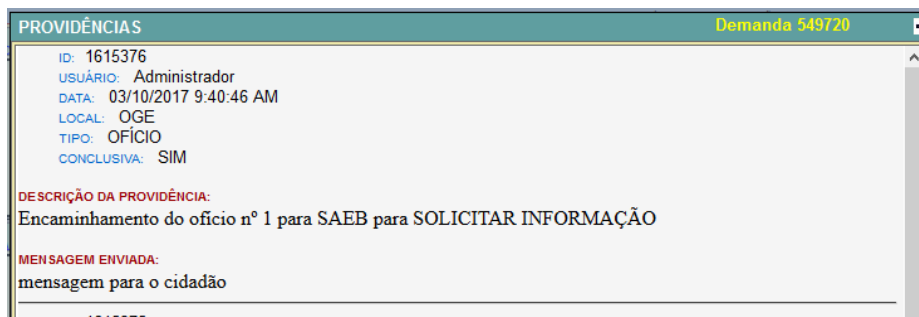 PROVIDÊNCIAS Demanda 549720
ID: 1615376
USUÁRIO: Administrador
DATA: 03/10/2017 9:40:46 AM
LOCAL: OGE
TIPO: OFÍCIO
CONCLUSIVA: SIM
DESCRIÇÃO DA PROVIDÊNCIA:
Encaminhamento do ofício nº 1 para SAEB para SOLICITAR INFORMAÇÃO
MENSAGEM ENVIADA:
mensagem para o cidadão